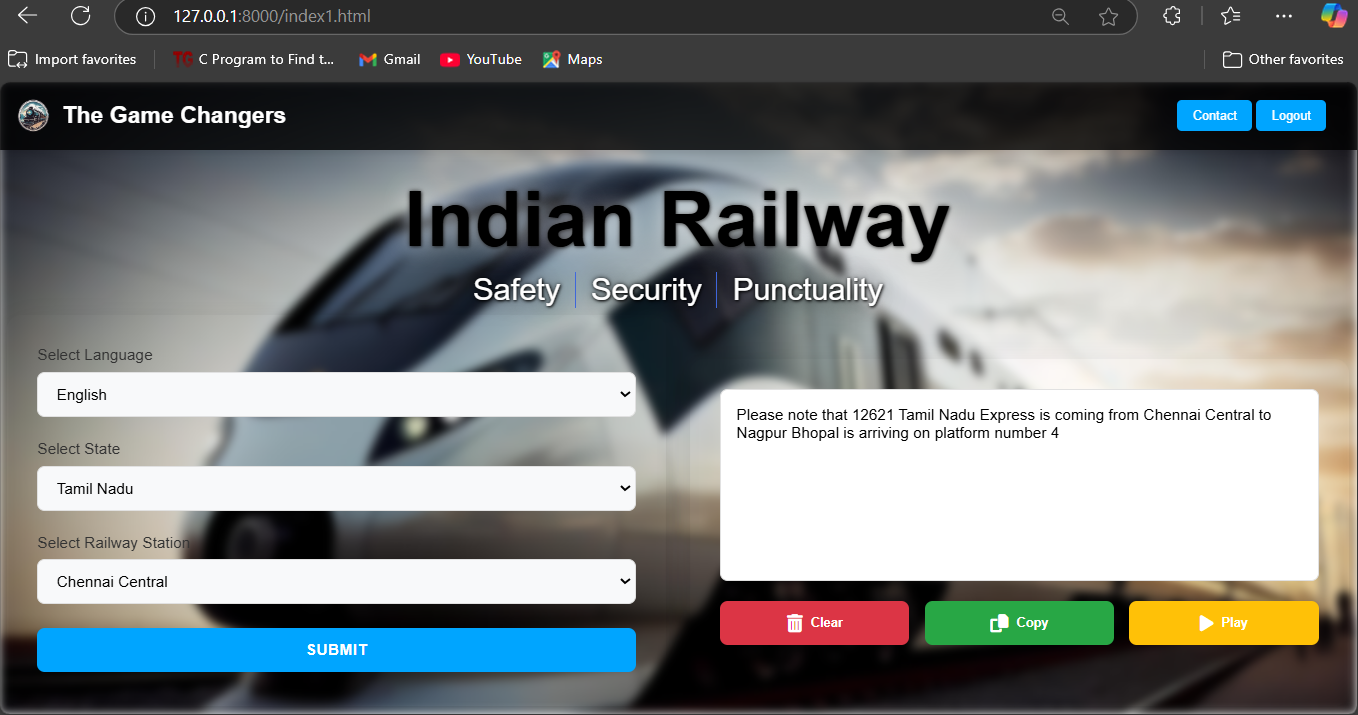 127.0.0.1:8000/index1.html
Import favorites
TG C Program to Find t...
Gmail
YouTube
Maps
Other favorites
The Game Changers
Contact
Logout
Indian Railway
Safety
Security
Punctuality
Select Language
English
Select State
Tamil Nadu
Select Railway Station
Chennai Central
SUBMIT
Please note that 12621 Tamil Nadu Express is coming from Chennai Central to
Nagpur Bhopal is arriving on platform number 4
Clear
Copy
Play